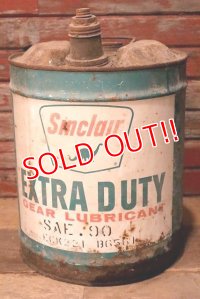 Sinclair
SOLD OUT!!
EXTRA DUTY
GEAR LUBRICANT
SAE 90